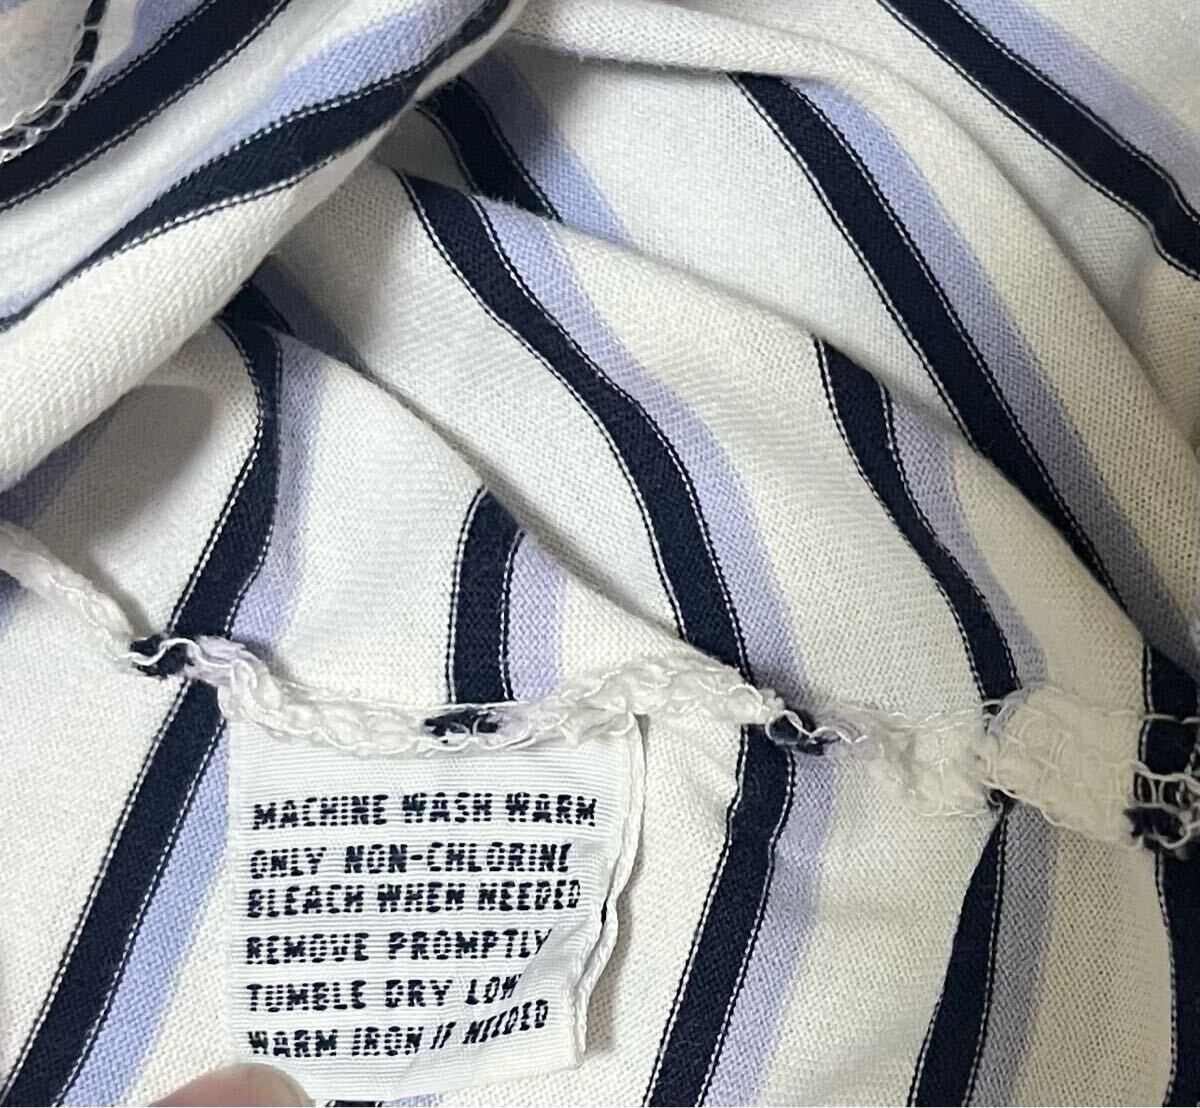 MACHINE WASH WARM
ONLY NON-CHLORINE
BLEACH WHEN NEEDED
REMOVE PROMPTLY
TUMBLE DRY LOW
WARM IRON IF NEEDED